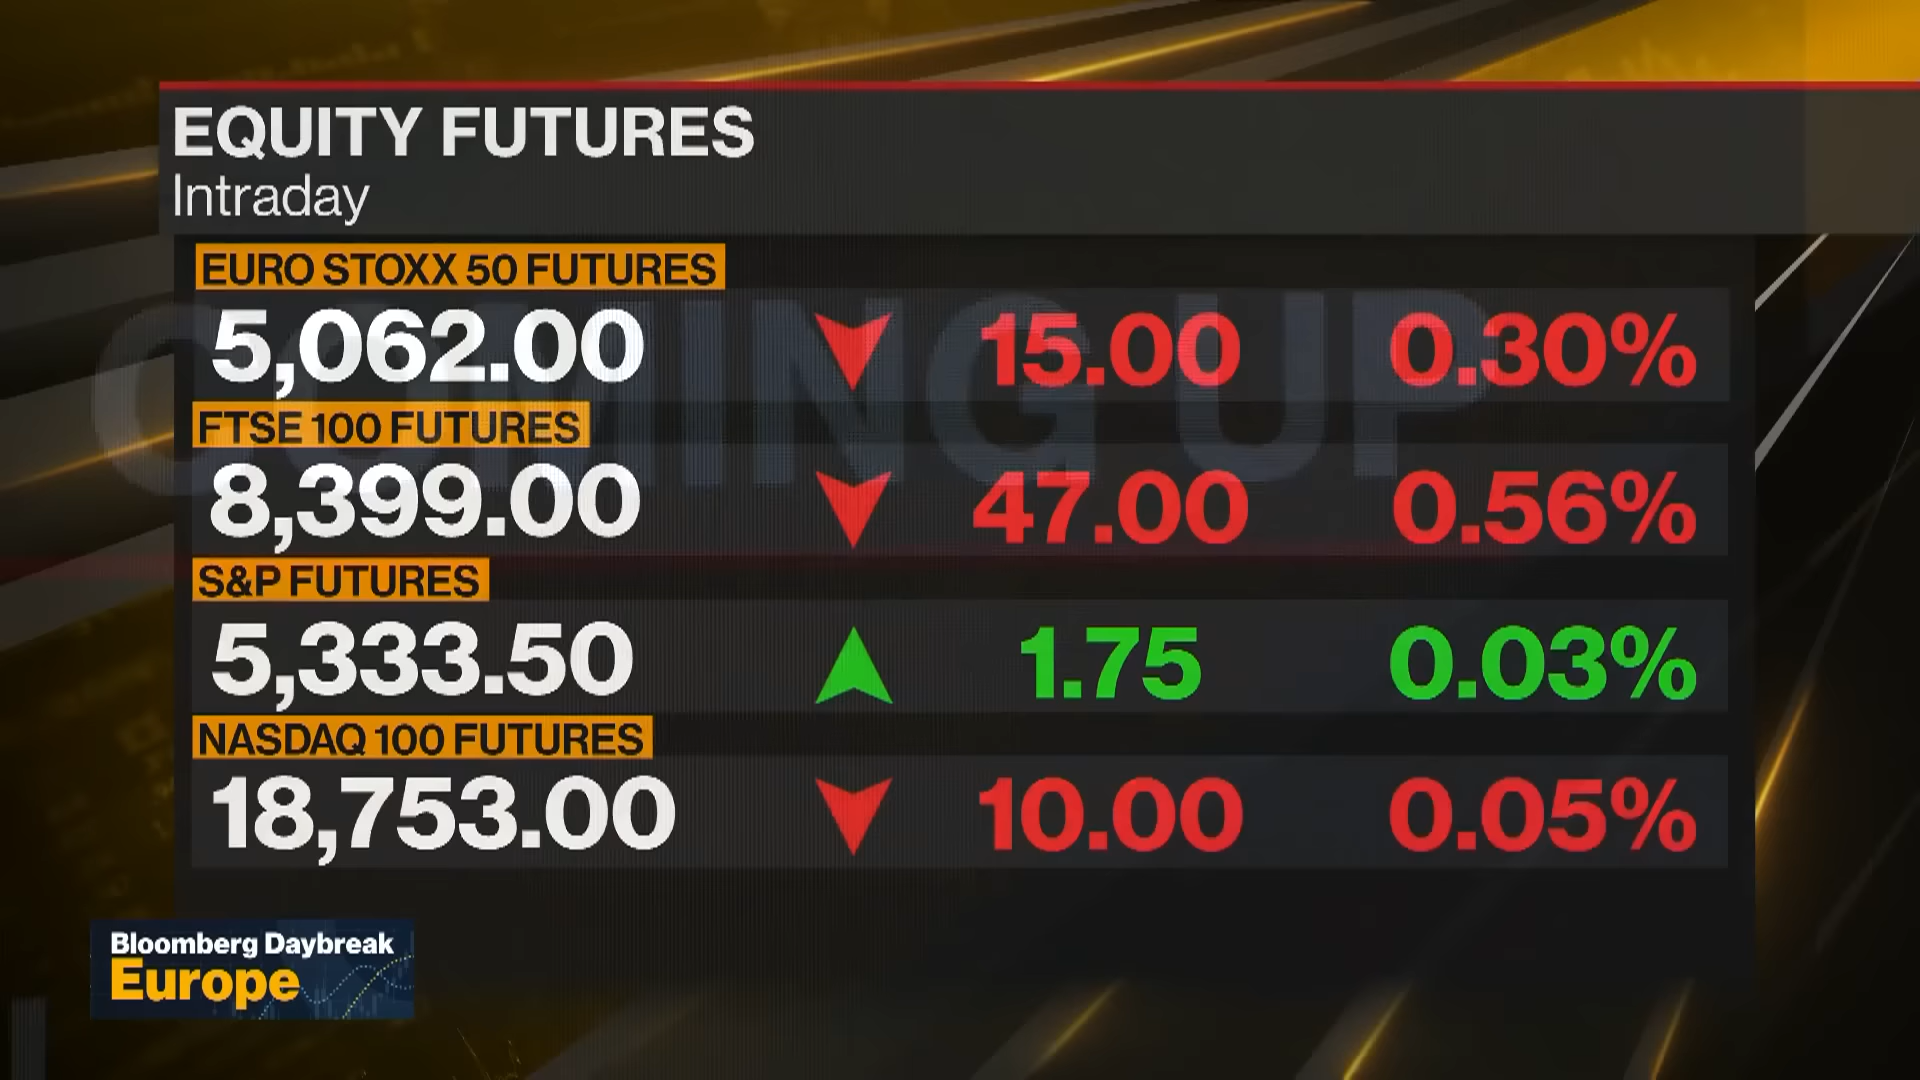 EQUITY FUTURES
Intraday
COMING UP
EURO STOXX 50 FUTURES
5,062.00 ▼ 15.00 0.30%
FTSE 100 FUTURES
8,399.00 ▼ 47.00 0.56%
S&P FUTURES
5,333.50 ▲ 1.75 0.03%
NASDAQ 100 FUTURES
18,753.00 ▼ 10.00 0.05%
Bloomberg Daybreak
Europe